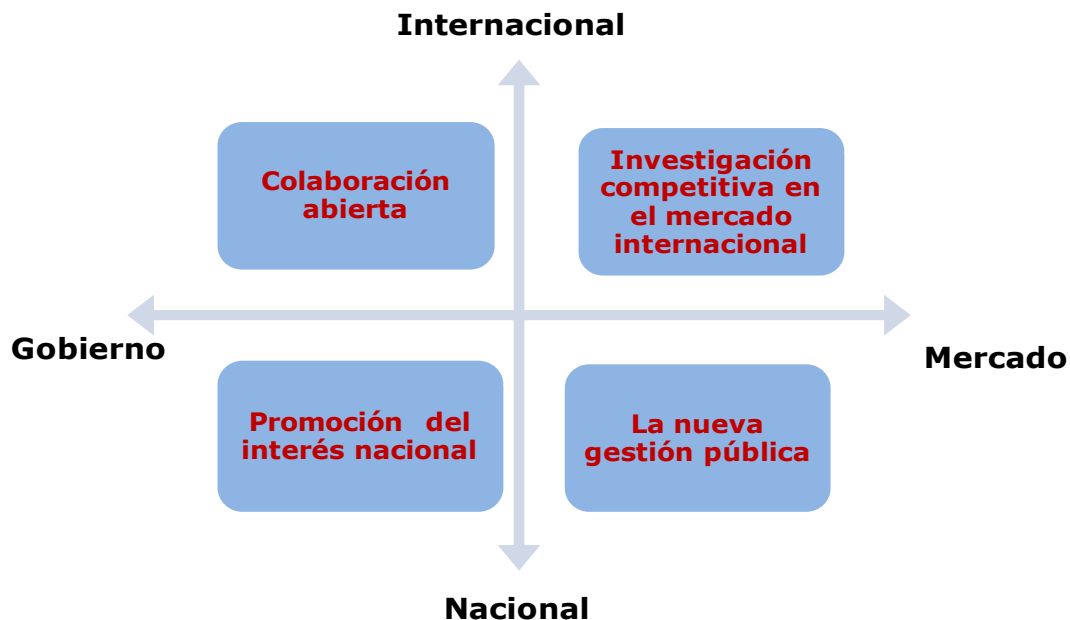 Internacional
Colaboración
abierta
Investigación
competitiva en
el mercado
internacional
Gobierno
Mercado
Promoción  del
interés nacional
La nueva
gestión pública
Nacional